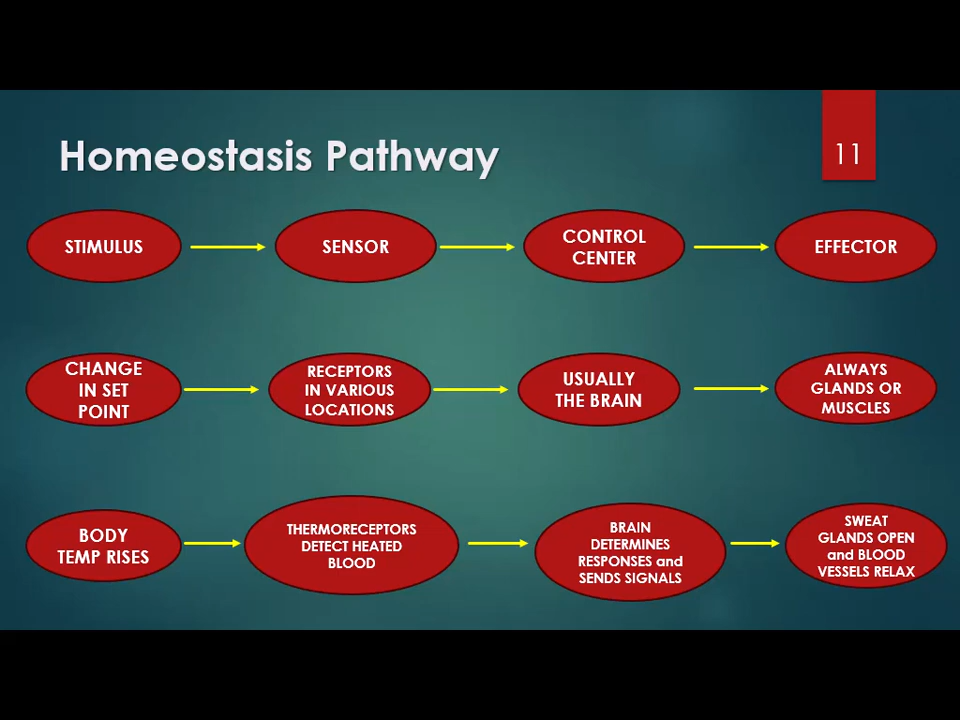 Homeostasis Pathway
11
STIMULUS
SENSOR
CONTROL
CENTER
EFFECTOR
CHANGE
IN SET
POINT
RECEPTORS
IN VARIOUS
LOCATIONS
USUALLY
THE BRAIN
ALWAYS
GLANDS OR
MUSCLES
BODY
TEMP RISES
THERMORECEPTORS
DETECT HEATED
BLOOD
BRAIN
DETERMINES
RESPONSES and
SENDS SIGNALS
SWEAT
GLANDS OPEN
and BLOOD
VESSELS RELAX